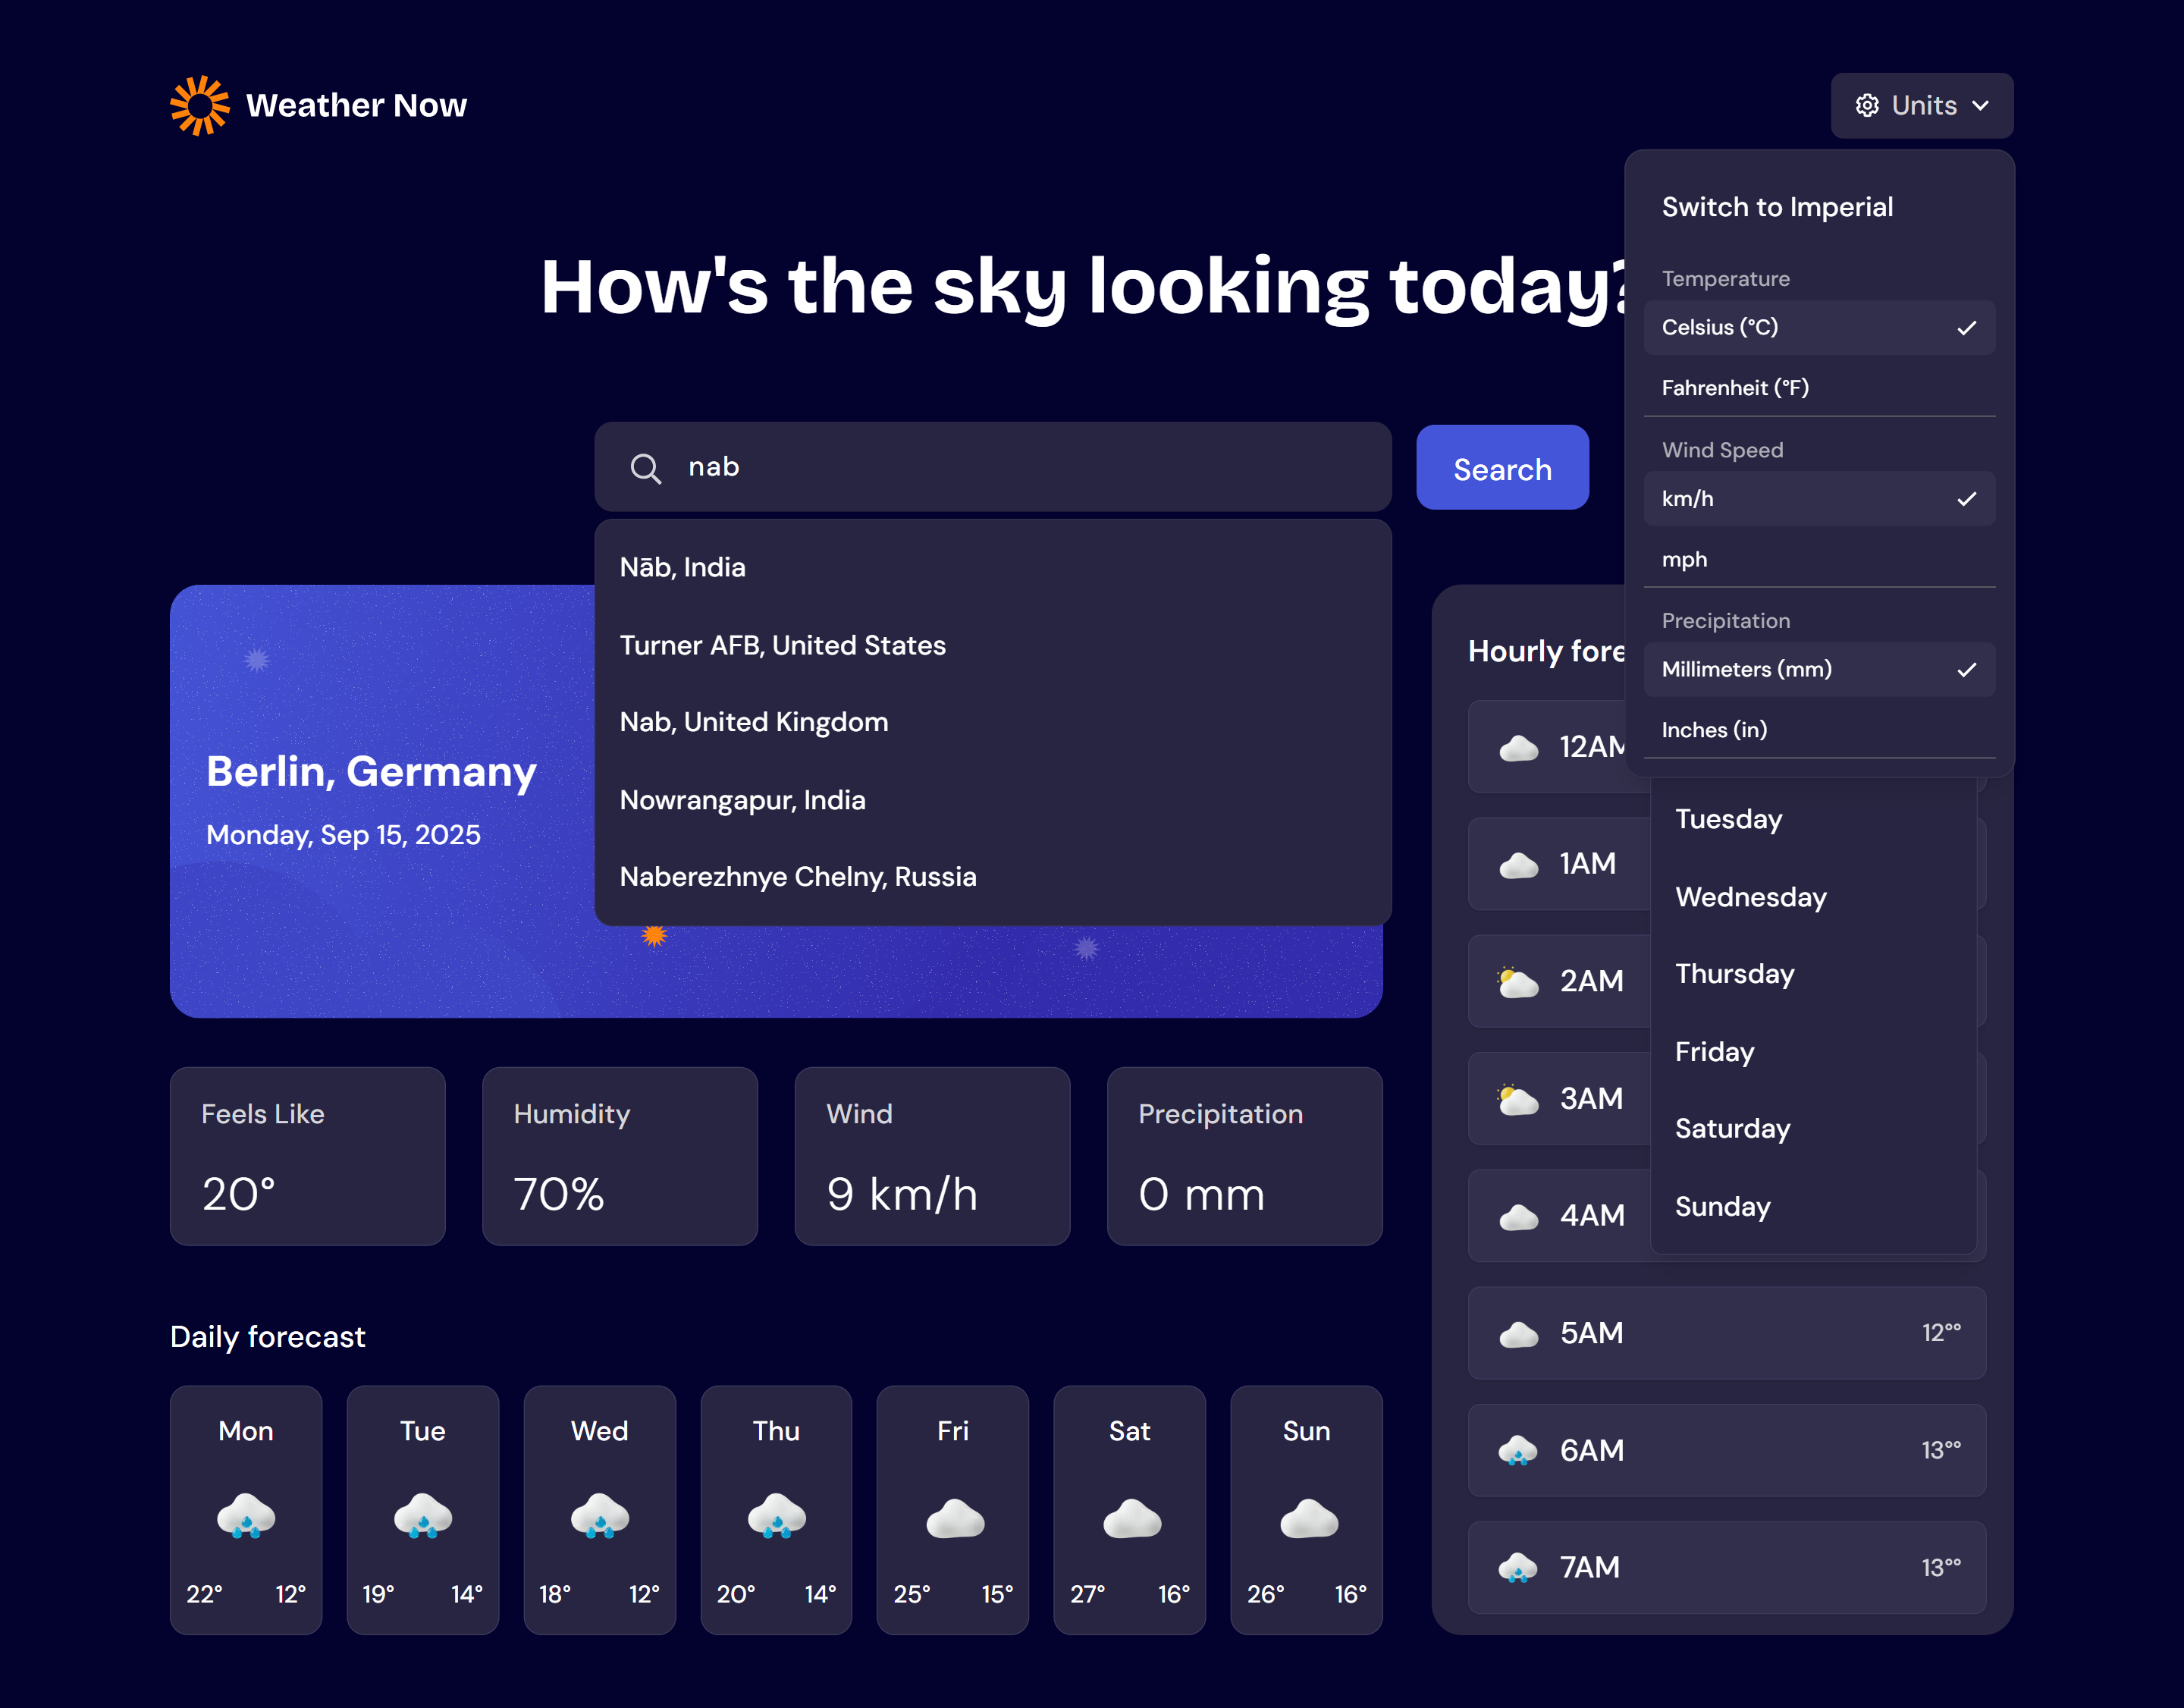 Weather Now
Units
Switch to Imperial
Temperature
Celsius (°C)
Fahrenheit (°F)
Wind Speed
km/h
mph
Precipitation
Millimeters (mm)
Inches (in)
How's the sky looking today?
nab
Search
Nāb, India
Turner AFB, United States
Nab, United Kingdom
Nowrangapur, India
Naberezhnye Chelny, Russia
Berlin, Germany
Monday, Sep 15, 2025
Feels Like
20°
Humidity
70%
Wind
9 km/h
Precipitation
0 mm
Daily forecast
Mon
22° 12°
Tue
19° 14°
Wed
18° 12°
Thu
20° 14°
Fri
25° 15°
Sat
27° 16°
Sun
26° 16°
Hourly fore
12AM
1AM
2AM
3AM
4AM
5AM 12°°
6AM 13°°
7AM 13°°
Tuesday
Wednesday
Thursday
Friday
Saturday
Sunday